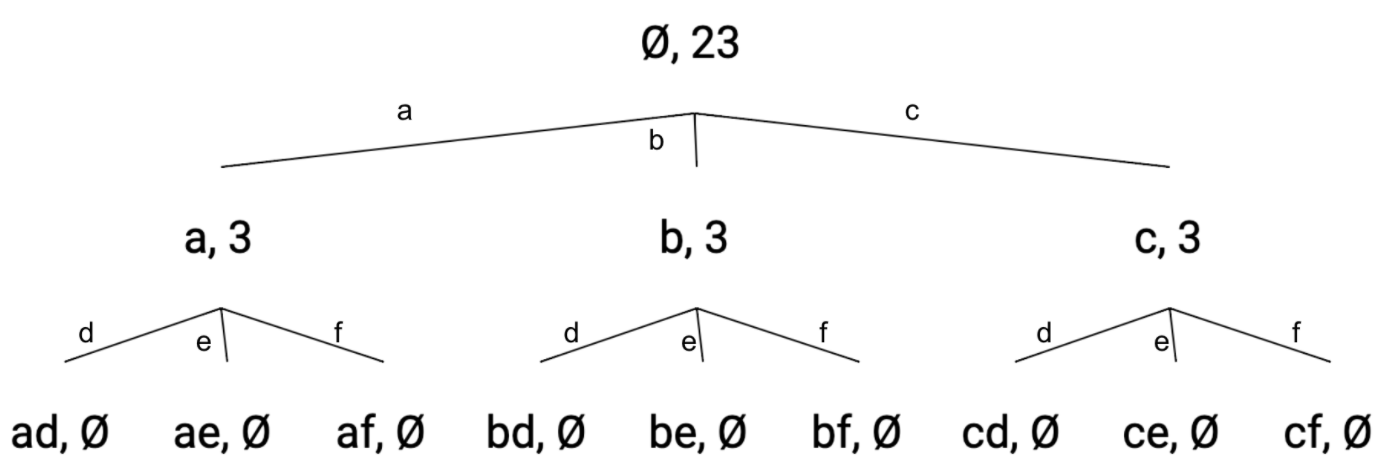 Ø, 23
a b c
a, 3 b, 3 c, 3
d e f d e f d e f
ad, Ø ae, Ø af, Ø bd, Ø be, Ø bf, Ø cd, Ø ce, Ø cf, Ø